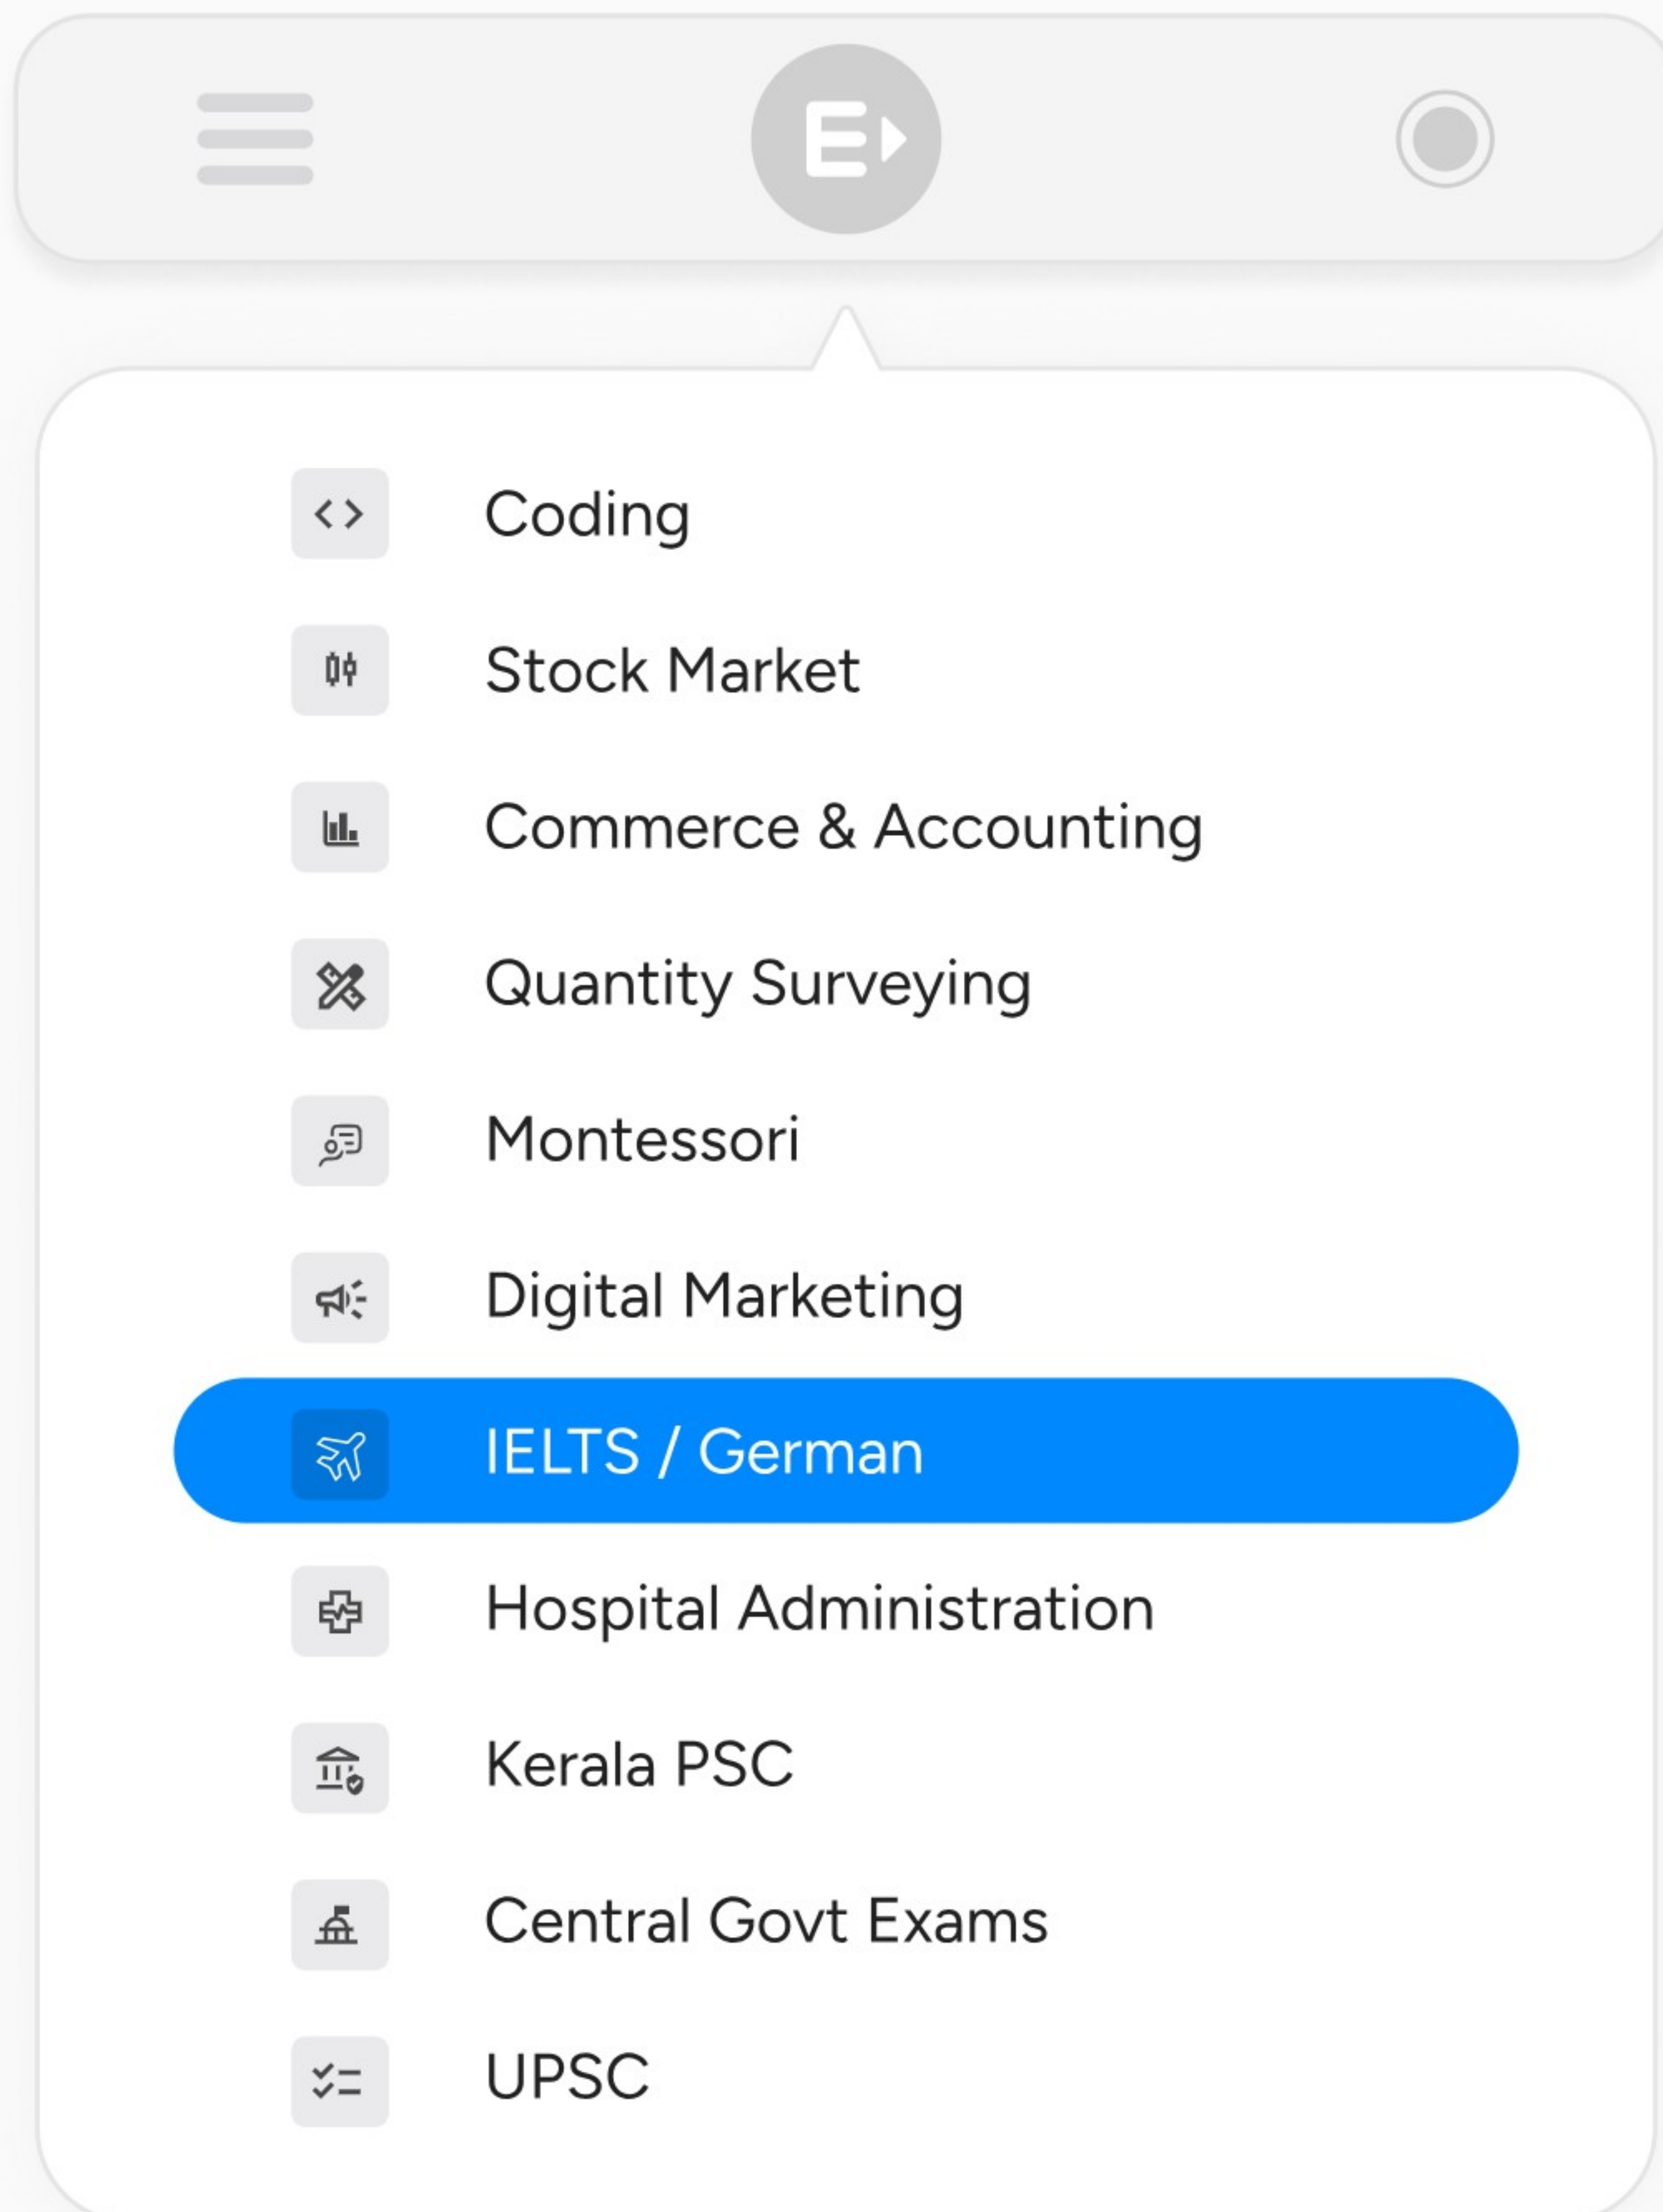 E
Coding
Stock Market
Commerce & Accounting
Quantity Surveying
Montessori
Digital Marketing
IELTS / German
Hospital Administration
Kerala PSC
Central Govt Exams
UPSC